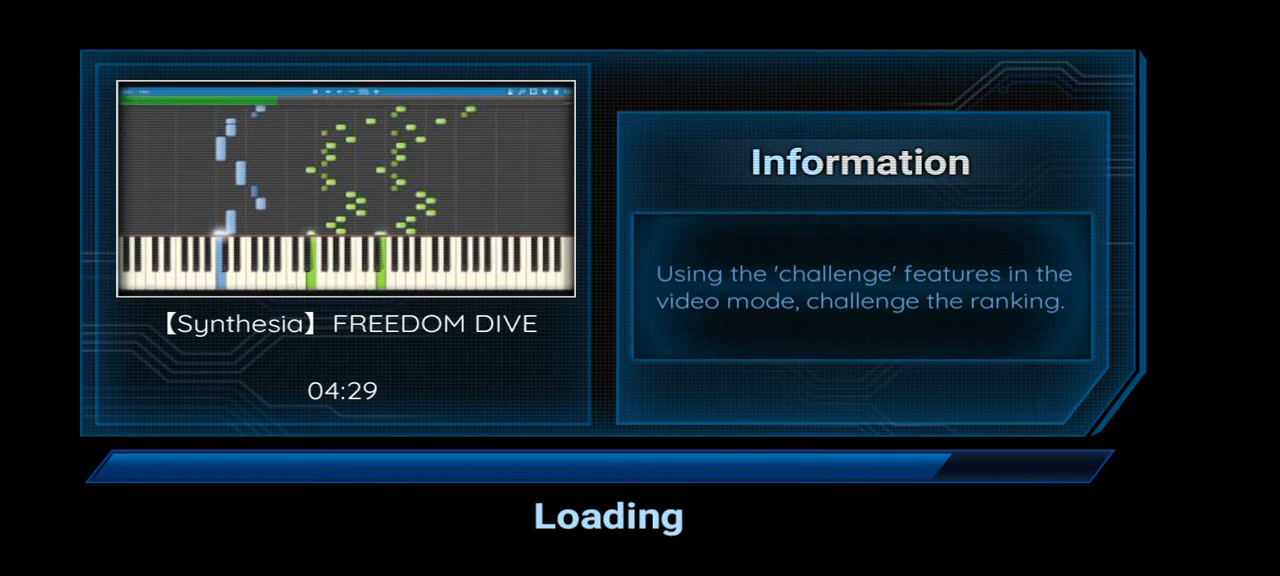 【Synthesia】 FREEDOM DIVE
04:29
Information
Using the 'challenge' features in the
video mode, challenge the ranking.
Loading